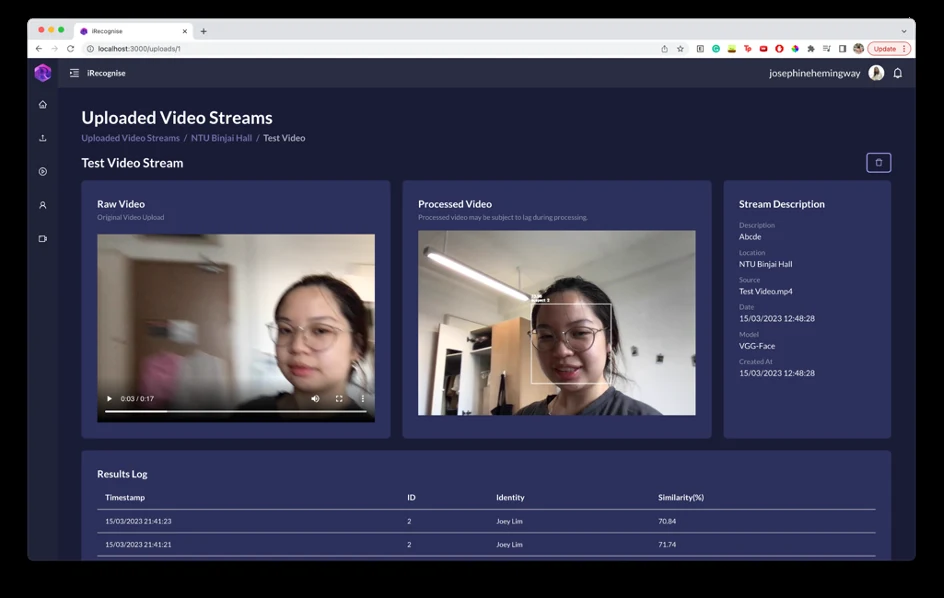 iRecognise
localhost:3000/uploads/1
Update
iRecognise
josephinehemingway
Uploaded Video Streams
Uploaded Video Streams / NTU Binjai Hall / Test Video
Test Video Stream
Raw Video
Original Video Upload
0:03 / 0:17
Processed Video
Processed video may be subject to lag during processing.
Stream Description
Description
Abcde
Location
NTU Binjai Hall
Source
Test Video.mp4
Date
15/03/2023 12:48:28
Model
VGG-Face
Created At
15/03/2023 12:48:28
Results Log
Timestamp ID Identity Similarity(%)
15/03/2023 21:41:23 2 Joey Lim 70.84
15/03/2023 21:41:21 2 Joey Lim 71.74